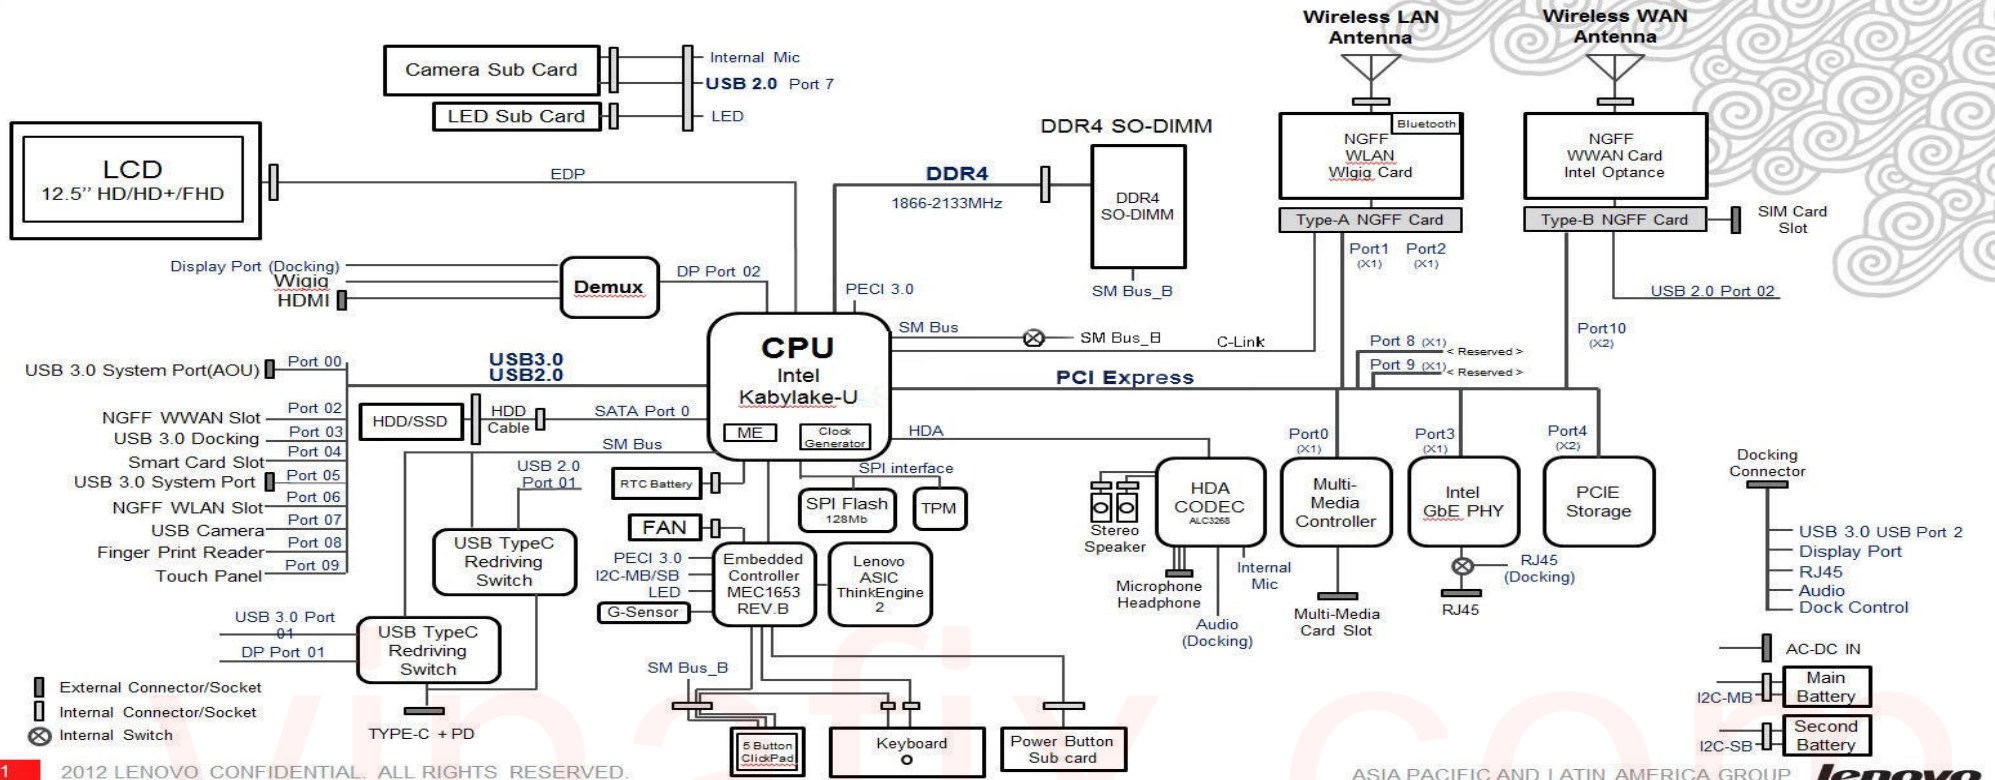 Wireless LAN
Antenna
Wireless WAN
Antenna
Camera Sub Card
Internal Mic
USB 2.0 Port 7
LED Sub Card
LED
LCD
12.5’’ HD/HD+/FHD
EDP
DDR4 SO-DIMM
DDR4
1866-2133MHz
DDR4
SO-DIMM
SM Bus_B
Bluetooth
NGFF
WLAN
WIgig Card
Type-A NGFF Card
Port1
(X1)
Port2
(X1)
NGFF
WWAN Card
Intel Optance
Type-B NGFF Card
SIM Card
Slot
USB 2.0 Port 02
Port10
(X2)
Display Port (Docking)
Wigig
HDMI
Demux
DP Port 02
PECI 3.0
CPU
Intel
Kabylake-U
ME
Clock
Generator
SM Bus
SM Bus_B
C-Link
Port 8 (X1)
< Reserved >
Port 9 (X1)
< Reserved >
PCI Express
USB 3.0 System Port(AOU)
Port 00
USB3.0
USB2.0
NGFF WWAN Slot
Port 02
USB 3.0 Docking
Port 03
Smart Card Slot
Port 04
USB 3.0 System Port
Port 05
NGFF WLAN Slot
Port 06
USB Camera
Port 07
Finger Print Reader
Port 08
Touch Panel
Port 09
HDD/SSD
HDD
Cable
SATA Port 0
SM Bus
USB 2.0
Port 01
RTC Battery
FAN
SPI interface
SPI Flash
128Mb
TPM
HDA
HDA
CODEC
ALC3268
Stereo
Speaker
Microphone
Headphone
Internal
Mic
Audio
(Docking)
Port0
(X1)
Multi-
Media
Controller
Multi-Media
Card Slot
Port3
(X1)
Intel
GbE PHY
RJ45
(Docking)
RJ45
Port4
(X2)
PCIE
Storage
Docking
Connector
USB 3.0 USB Port 2
Display Port
RJ45
Audio
Dock Control
USB TypeC
Redriving
Switch
PECI 3.0
I2C-MB/SB
LED
G-Sensor
Embedded
Controller
MEC1653
REV.B
Lenovo
ASIC
ThinkEngine
2
USB 3.0 Port
01
DP Port 01
USB TypeC
Redriving
Switch
TYPE-C + PD
SM Bus_B
5 Button
ClickPad
Keyboard
Power Button
Sub card
AC-DC IN
I2C-MB
Main
Battery
I2C-SB
Second
Battery
External Connector/Socket
Internal Connector/Socket
Internal Switch
vinafix.com
1
2012 LENOVO CONFIDENTIAL. ALL RIGHTS RESERVED.
ASIA PACIFIC AND LATIN AMERICA GROUP
lenovo